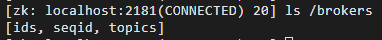 [zk: localhost:2181(CONNECTED) 20] ls /brokers
[ids, seqid, topics]